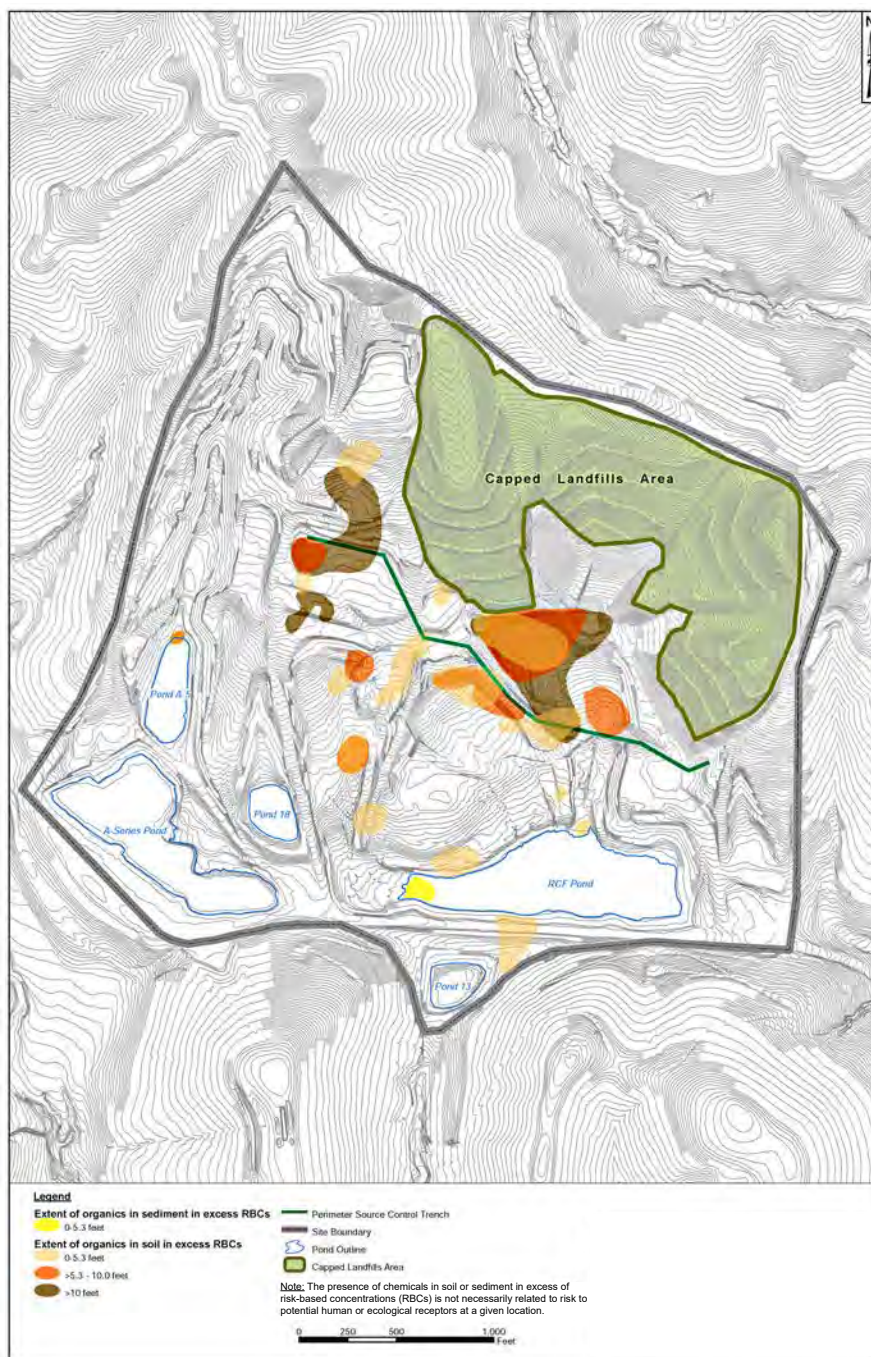 N
Capped Landfills Area
Pond A-5
Pond 18
A-Series Pond
RCF Pond
Pond 13
Legend
Extent of organics in sediment in excess RBCs
0-5.3 feet
Extent of organics in soil in excess RBCs
0-5.3 feet
>5.3 - 10.0 feet
>10 feet
Perimeter Source Control Trench
Site Boundary
Pond Outline
Capped Landfills Area
Note: The presence of chemicals in soil or sediment in excess of
risk-based concentrations (RBCs) is not necessarily related to risk to
potential human or ecological receptors at a given location.
0 250 500 1,000
Feet